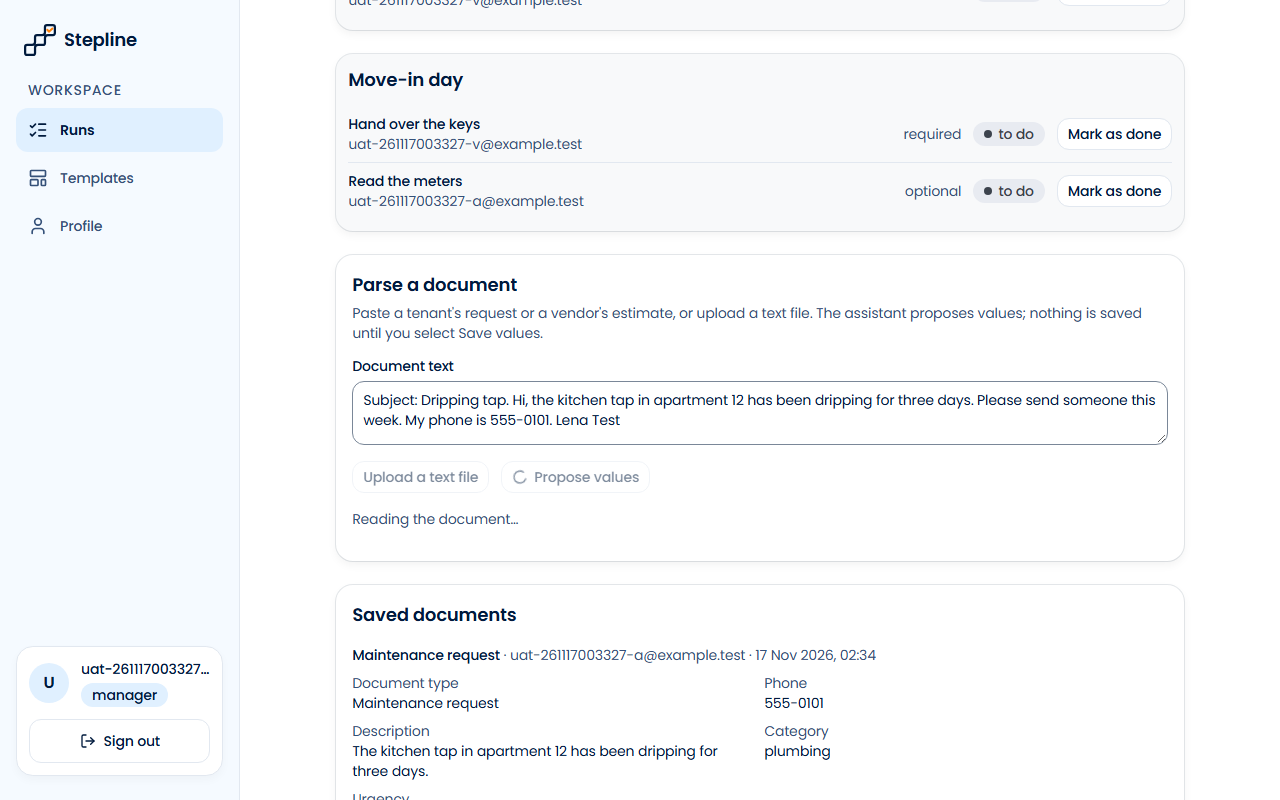 Stepline
WORKSPACE
Runs
Templates
Profile
uat-261117003327…
U
manager
Sign out
uat-261117003327-v@example.test
Move-in day
Hand over the keys
uat-261117003327-v@example.test
required
to do
Mark as done
Read the meters
uat-261117003327-a@example.test
optional
to do
Mark as done
Parse a document
Paste a tenant's request or a vendor's estimate, or upload a text file. The assistant proposes values; nothing is saved
until you select Save values.
Document text
Subject: Dripping tap. Hi, the kitchen tap in apartment 12 has been dripping for three days. Please send someone this
week. My phone is 555-0101. Lena Test
Upload a text file
Propose values
Reading the document…
Saved documents
Maintenance request · uat-261117003327-a@example.test · 17 Nov 2026, 02:34
Document type
Maintenance request
Phone
555-0101
Description
The kitchen tap in apartment 12 has been dripping for
three days.
Category
plumbing
Urgency